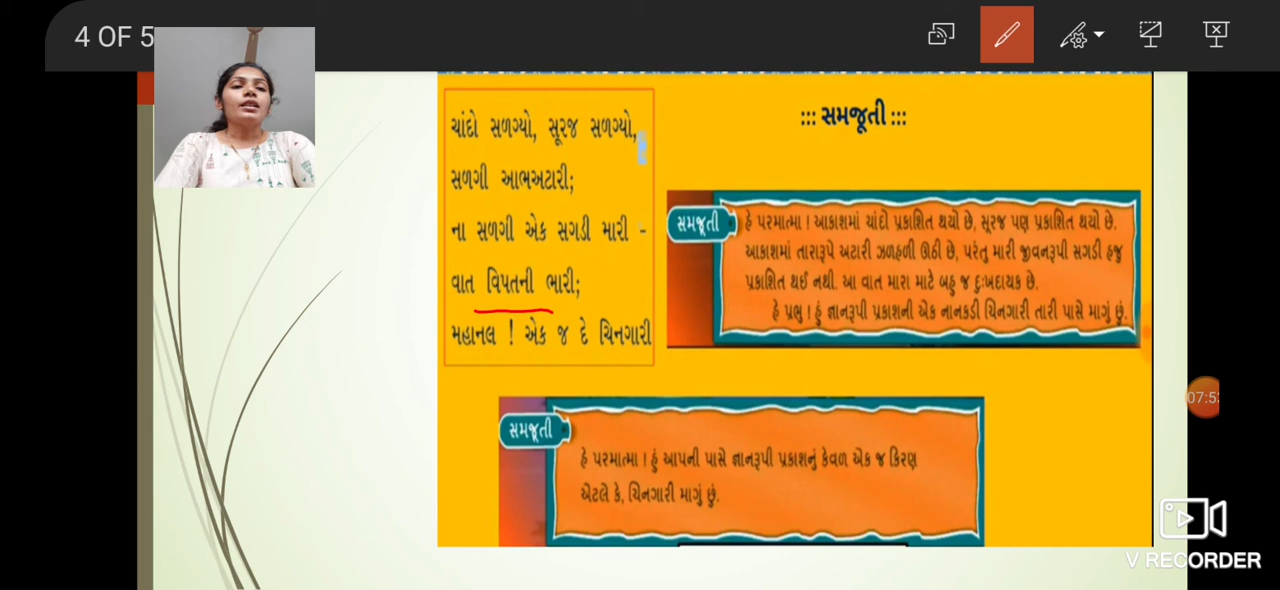 4 OF 5
ચાંદો સળગ્યો, સૂરજ સળગ્યો,
સળગી આભઅટારી;
ના સળગી એક સગડી મારી -
વાત વિપતની ભારી;
મહાનલ ! એક જ દે ચિનગારી
::: સમજૂતી :::
સમજૂતી
હે પરમાત્મા ! આકાશમાં ચાંદો પ્રકાશિત થયો છે, સૂરજ પણ પ્રકાશિત થયો છે.
આકાશમાં તારારૂપે અટારી ઝળહળી ઊઠી છે, પરંતુ મારી જીવનરૂપી સગડી હજુ
પ્રકાશિત થઈ નથી. આ વાત મારા માટે બહુ જ દુઃખદાયક છે.
હે પ્રભુ ! હું જ્ઞાનરૂપી પ્રકાશની એક નાનકડી ચિનગારી તારી પાસે માગું છું.
સમજૂતી
હે પરમાત્મા ! હું આપની પાસે જ્ઞાનરૂપી પ્રકાશનું કેવળ એક જ કિરણ
એટલે કે, ચિનગારી માગું છું.
V RECORDER